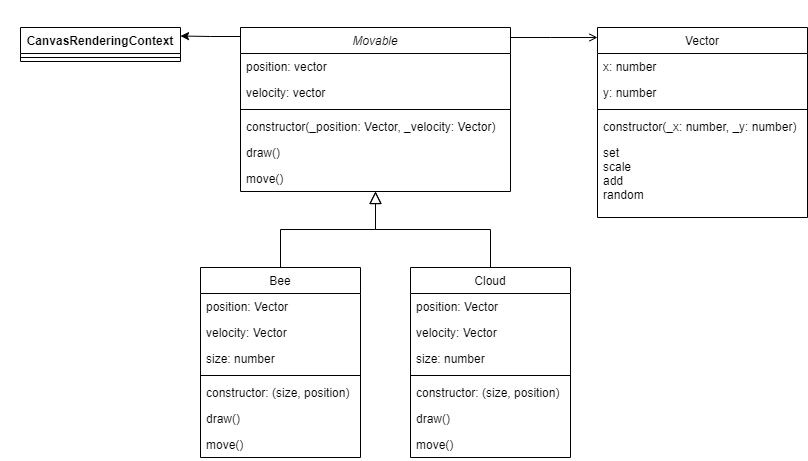 CanvasRenderingContext
Movable
position: vector
velocity: vector
constructor(_position: Vector, _velocity: Vector)
draw()
move()
Vector
x: number
y: number
constructor(_x: number, _y: number)
set
scale
add
random
Bee
position: Vector
velocity: Vector
size: number
constructor: (size, position)
draw()
move()
Cloud
position: Vector
velocity: Vector
size: number
constructor: (size, position)
draw()
move()